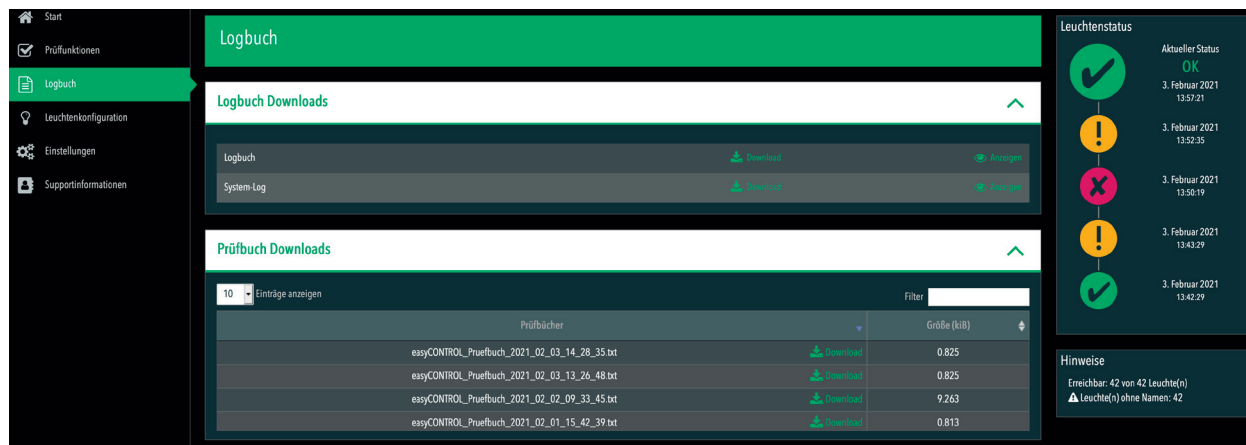 Start
Prüffunktionen
Logbuch
Leuchtenkonfiguration
Einstellungen
Supportinformationen
Logbuch
Logbuch Downloads
Logbuch Download Anzeigen
System-Log Download Anzeigen
Prüfbuch Downloads
10 Einträge anzeigen Filter
Prüfbücher Größe (kiB)
easyCONTROL_Pruefbuch_2021_02_03_14_28_35.txt Download 0.825
easyCONTROL_Pruefbuch_2021_02_03_13_26_48.txt Download 0.825
easyCONTROL_Pruefbuch_2021_02_02_09_33_45.txt Download 9.263
easyCONTROL_Pruefbuch_2021_02_01_15_42_39.txt Download 0.813
Leuchtenstatus
Aktueller Status
OK
3. Februar 2021
13:57:21
3. Februar 2021
13:52:35
3. Februar 2021
13:50:19
3. Februar 2021
13:43:29
3. Februar 2021
13:42:29
Hinweise
Erreichbar: 42 von 42 Leuchte(n)
Leuchte(n) ohne Namen: 42